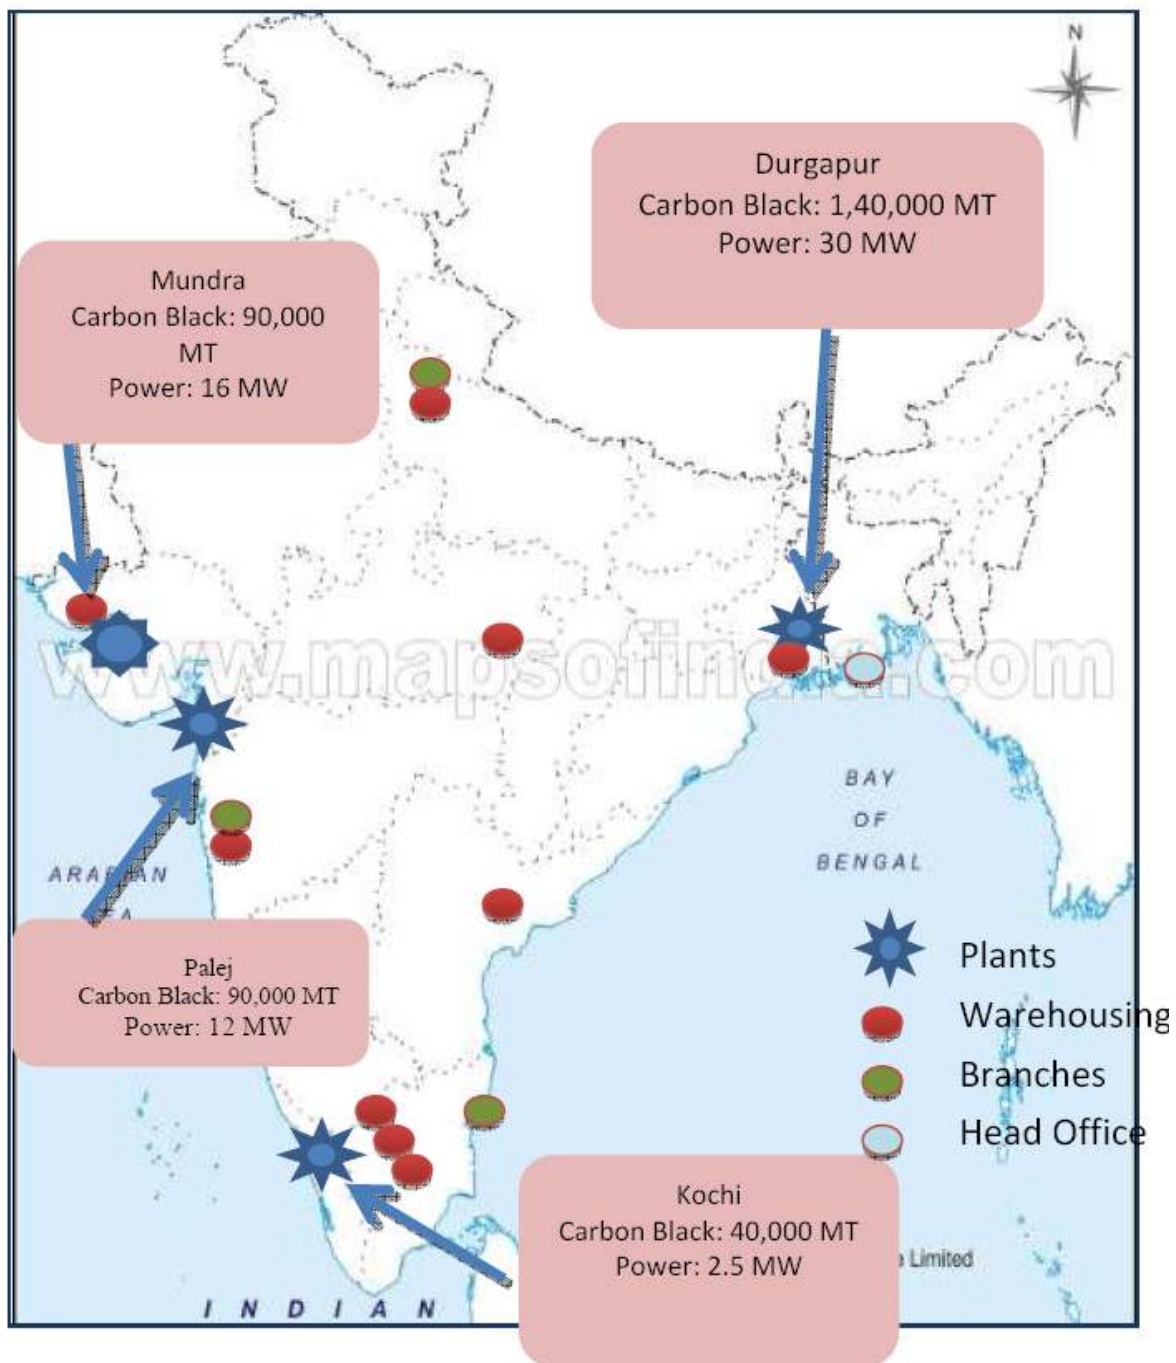 N
Durgapur
Carbon Black: 1,40,000 MT
Power: 30 MW
Mundra
Carbon Black: 90,000
MT
Power: 16 MW
www.mapsofindia.com
BAY
OF
BENGAL
ARABIAN
Palej
Carbon Black: 90,000 MT
Power: 12 MW
Plants
Warehousing
Branches
Head Office
Kochi
Carbon Black: 40,000 MT
Power: 2.5 MW
Limited
INDIAN